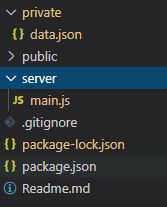 private
{} data.json
public
server
JS main.js
.gitignore
{} package-lock.json
{} package.json
Readme.md